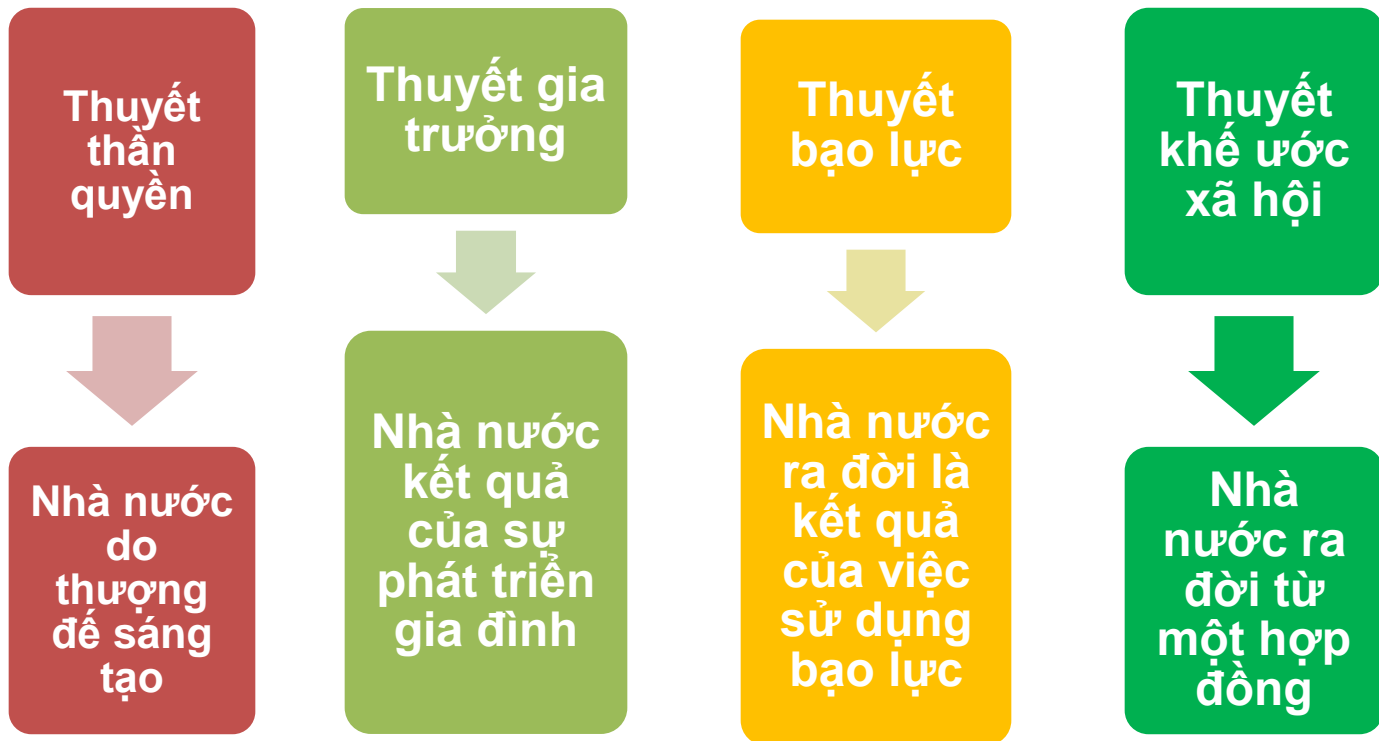 Thuyết
thần
quyền
Thuyết gia
trưởng
Thuyết
bạo lực
Thuyết
khế ước
xã hội
Nhà nước
do
thượng
đế sáng
tạo
Nhà nước
kết quả
của sự
phát triển
gia đình
Nhà nước
ra đời là
kết quả
của việc
sử dụng
bạo lực
Nhà
nước ra
đời từ
một hợp
đồng